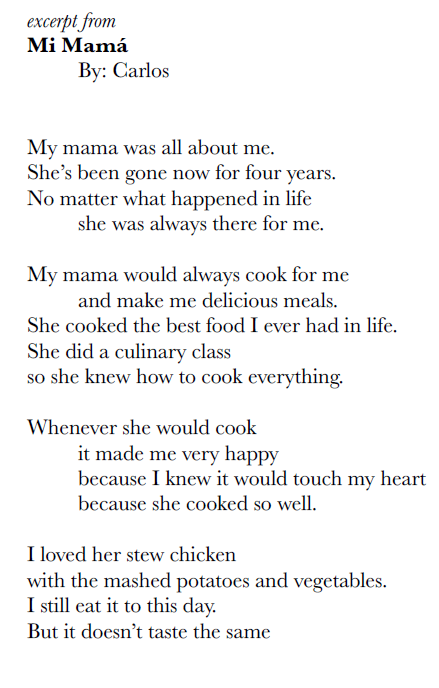 excerpt from
Mi Mamá
By: Carlos
My mama was all about me.
She’s been gone now for four years.
No matter what happened in life
she was always there for me.
My mama would always cook for me
and make me delicious meals.
She cooked the best food I ever had in life.
She did a culinary class
so she knew how to cook everything.
Whenever she would cook
it made me very happy
because I knew it would touch my heart
because she cooked so well.
I loved her stew chicken
with the mashed potatoes and vegetables.
I still eat it to this day.
But it doesn’t taste the same